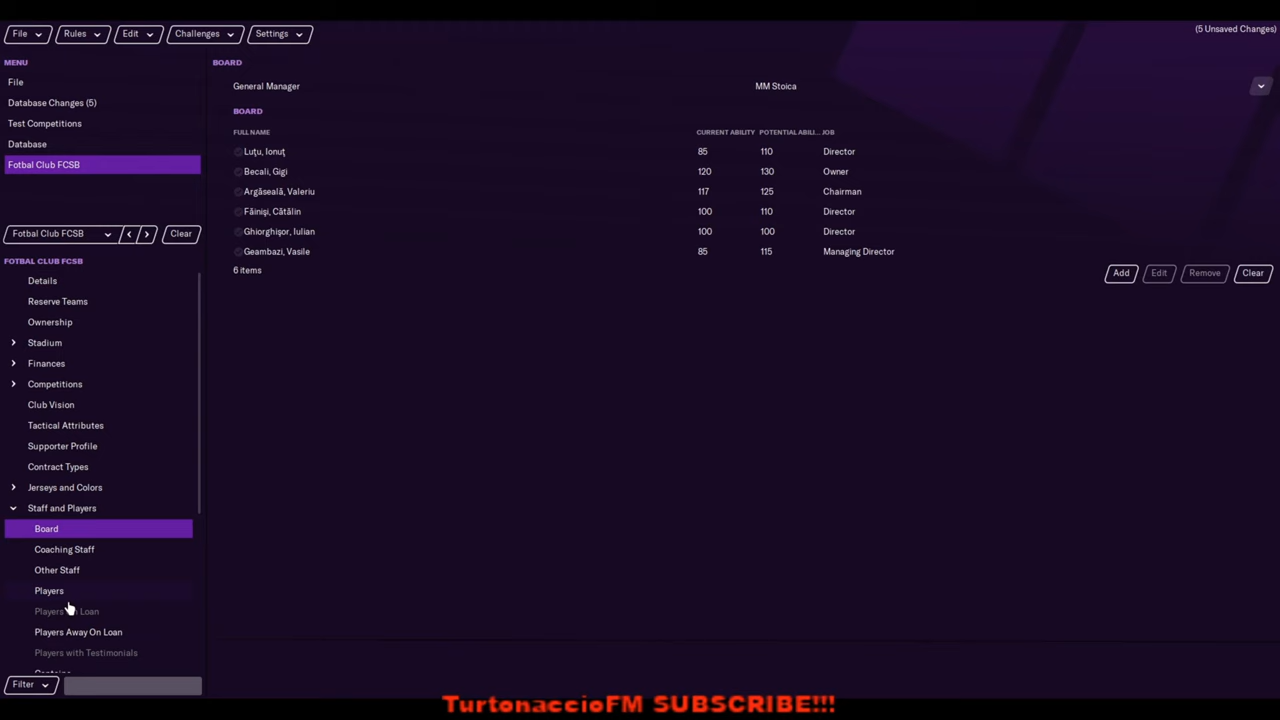 File Rules Edit Challenges Settings (5 Unsaved Changes)
MENU
File
Database Changes (5)
Test Competitions
Database
Fotbal Club FCSB
Fotbal Club FCSB Clear
FOTBAL CLUB FCSB
Details
Reserve Teams
Ownership
Stadium
Finances
Competitions
Club Vision
Tactical Attributes
Supporter Profile
Contract Types
Jerseys and Colors
Staff and Players
Board
Coaching Staff
Other Staff
Players
Players Loan
Players Away On Loan
Players with Testimonials
Filter
BOARD
General Manager MM Stoica
BOARD
FULL NAME CURRENT ABILITY POTENTIAL ABILI... JOB
Luțu, Ionuț 85 110 Director
Becali, Gigi 120 130 Owner
Argăseală, Valeriu 117 125 Chairman
Făiniși, Cătălin 100 110 Director
Ghiorghișor, Iulian 100 100 Director
Geambazi, Vasile 85 115 Managing Director
6 items
Add Edit Remove Clear
TurtonaccioFM SUBSCRIBE!!!